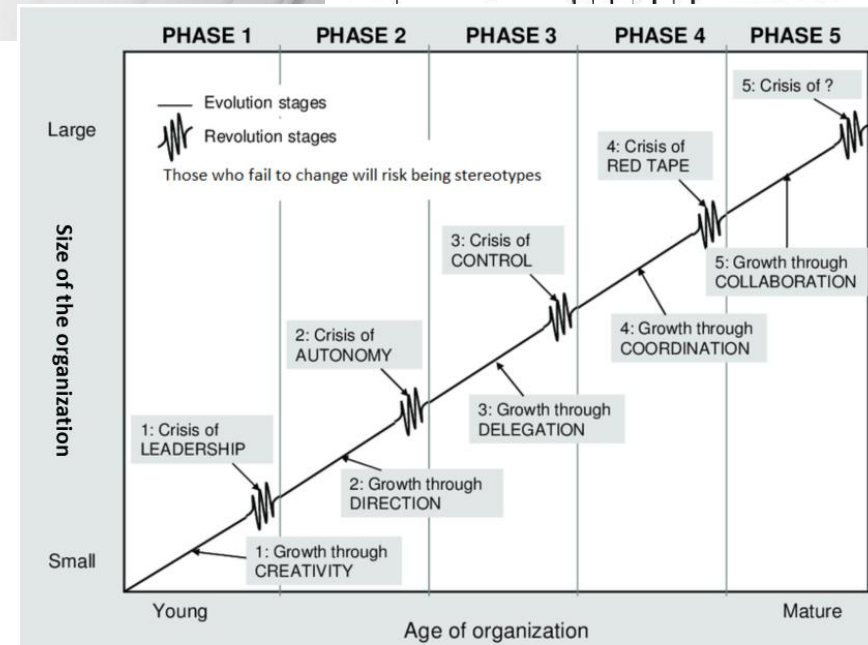 PHASE 1 PHASE 2 PHASE 3 PHASE 4 PHASE 5
Evolution stages
Revolution stages
Those who fail to change will risk being stereotypes
Large
Size of the organization
Small
5: Crisis of ?
4: Crisis of
RED TAPE
3: Crisis of
CONTROL
2: Crisis of
AUTONOMY
1: Crisis of
LEADERSHIP
5: Growth through
COLLABORATION
4: Growth through
COORDINATION
3: Growth through
DELEGATION
2: Growth through
DIRECTION
1: Growth through
CREATIVITY
Young
Mature
Age of organization